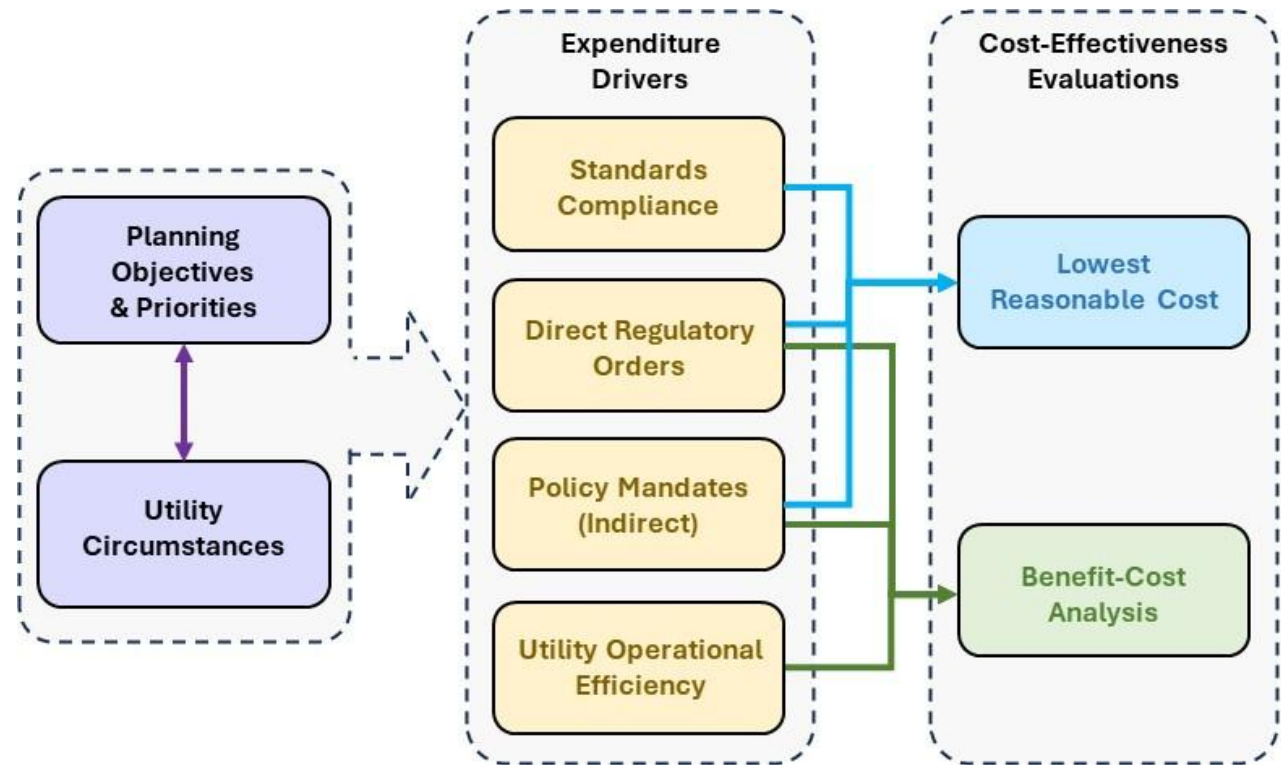 Planning
Objectives
& Priorities
Utility
Circumstances
Expenditure
Drivers
Standards
Compliance
Direct Regulatory
Orders
Policy Mandates
(Indirect)
Utility Operational
Efficiency
Cost-Effectiveness
Evaluations
Lowest
Reasonable Cost
Benefit-Cost
Analysis